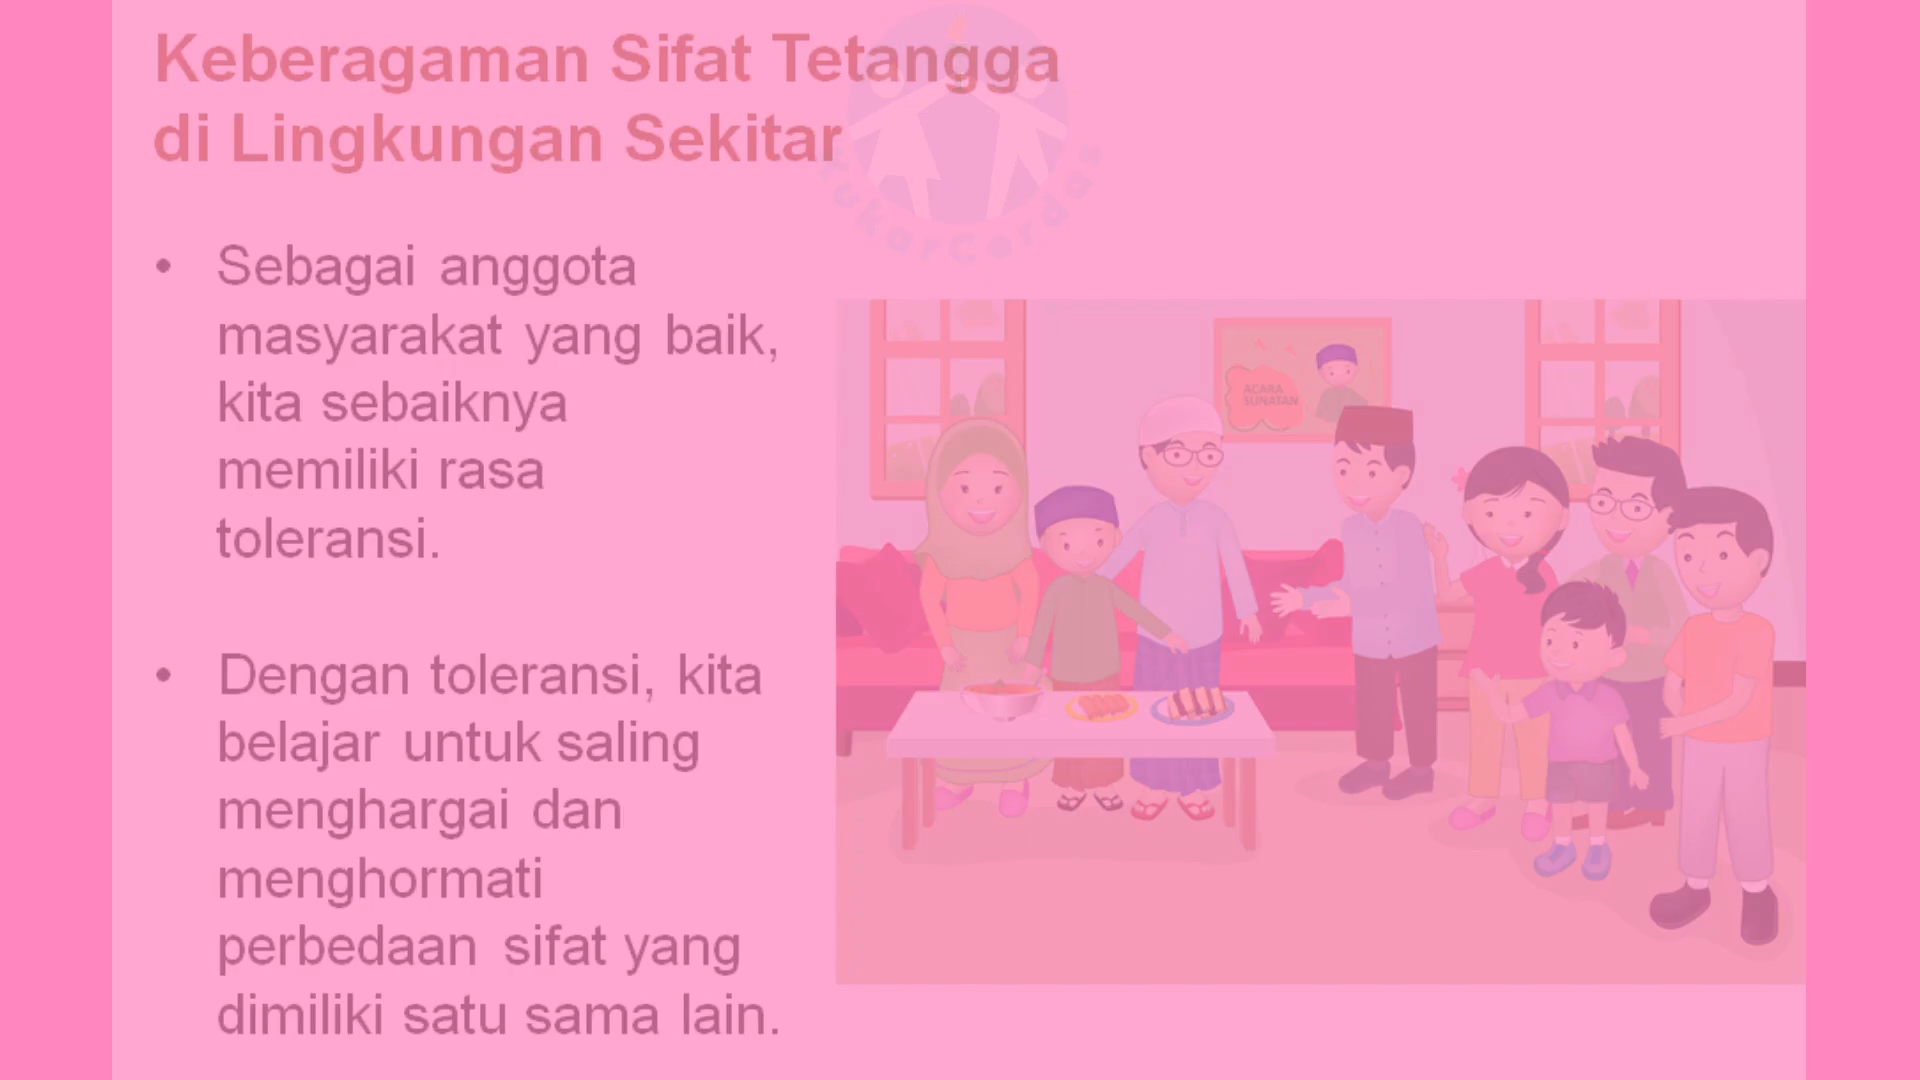 Keberagaman Sifat Tetangga
di Lingkungan Sekitar
• Sebagai anggota
masyarakat yang baik,
kita sebaiknya
memiliki rasa
toleransi.
• Dengan toleransi, kita
belajar untuk saling
menghargai dan
menghormati
perbedaan sifat yang
dimiliki satu sama lain.
ACARA
SUNATAN